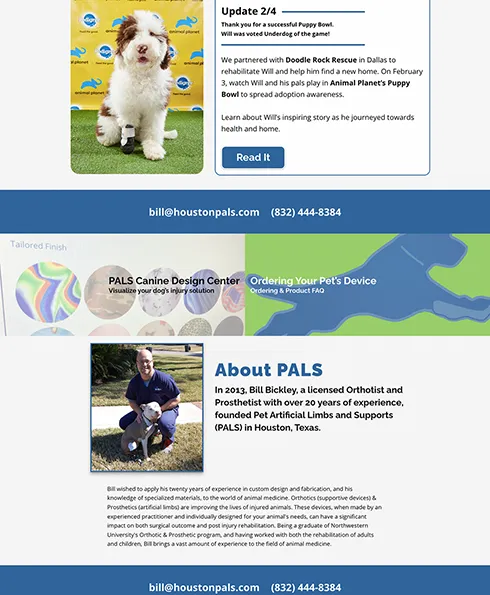 Update 2/4
Thank you for a successful Puppy Bowl.
Will was voted Underdog of the game!
We partnered with Doodle Rock Rescue in Dallas to
rehabilitate Will and help him find a new home. On February
3, watch Will and his pals play in Animal Planet's Puppy
Bowl to spread adoption awareness.
Learn about Will's inspiring story as he journeyed towards
health and home.
Read It
bill@houstonpals.com (832) 444-8384
Tailored Finish
PALS Canine Design Center
Visualize your dog's injury solution
Ordering Your Pet's Device
Ordering & Product FAQ
About PALS
In 2013, Bill Bickley, a licensed Orthotist and
Prosthetist with over 20 years of experience,
founded Pet Artificial Limbs and Supports
(PALS) in Houston, Texas.
Bill wished to apply his twenty years of experience in custom design and fabrication, and his
knowledge of specialized materials, to the world of animal medicine. Orthotics (supportive devices) &
Prosthetics (artificial limbs) are improving the lives of injured animals. These devices, when made by an
experienced practitioner and individually designed for your animal's needs, can have a significant
impact on both surgical outcome and post injury rehabilitation. Being a graduate of Northwestern
University's Orthotic & Prosthetic program, and having worked with both the rehabilitation of adults
and children, Bill brings a vast amount of experience to the field of animal medicine.
bill@houstonpals.com (832) 444-8384